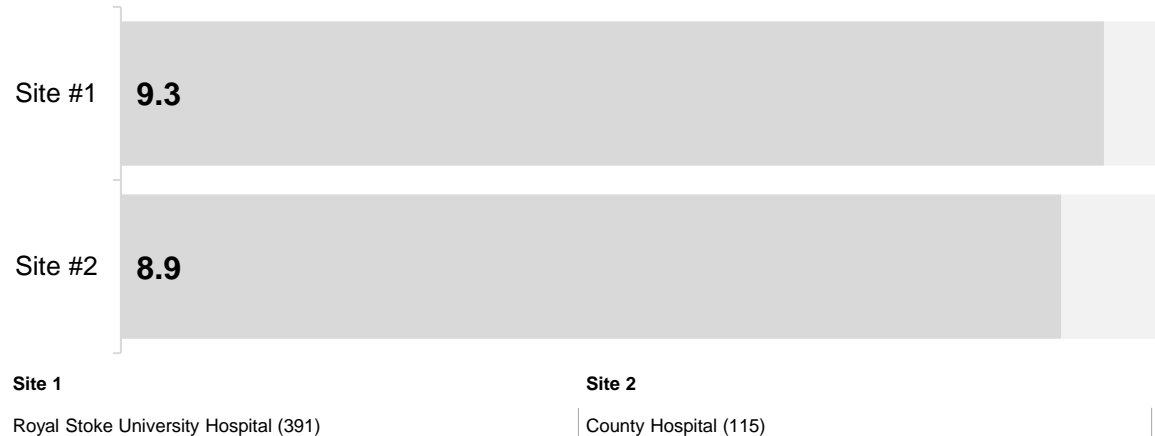 Site #1 9.3
Site #2 8.9
Site 1 Site 2
Royal Stoke University Hospital (391) County Hospital (115)